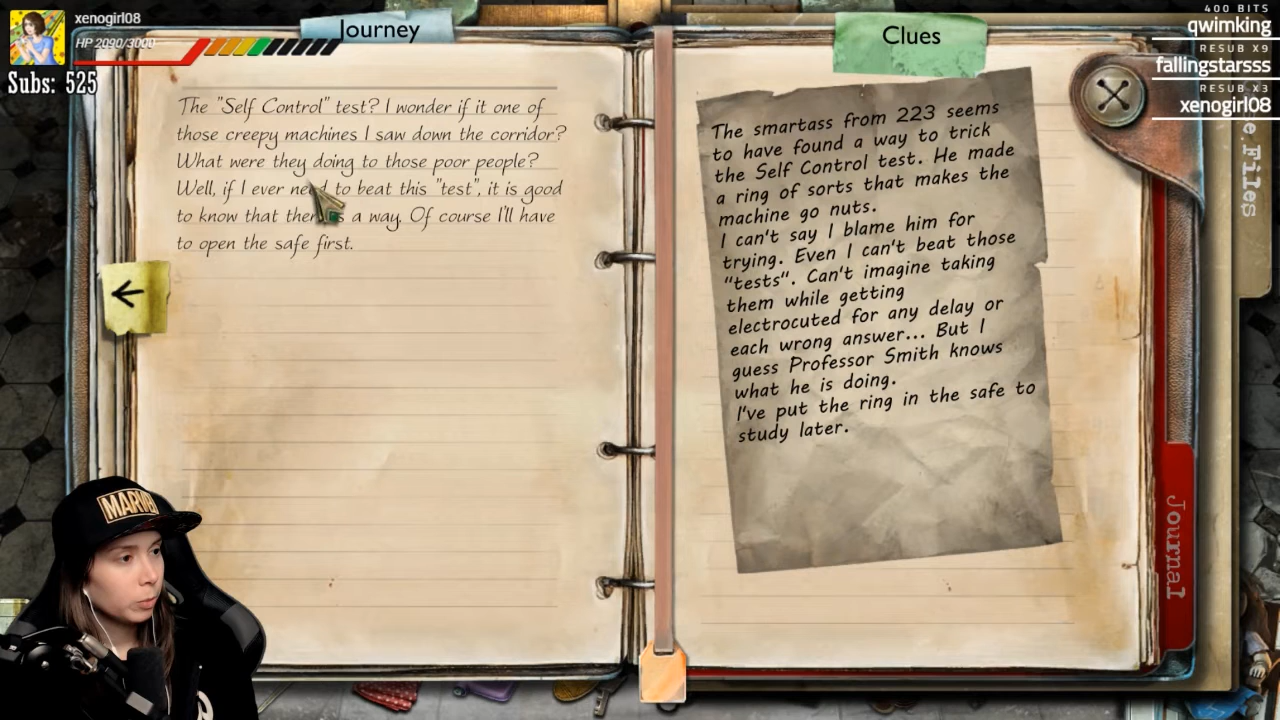 xenogirl08
HP 2090/3000
Subs: 525
Journey
Clues
400 BITS
qwimking
RESUB X9
fallingstarsss
RESUB X3
xenogirl08
The "Self Control" test? I wonder if it one of
those creepy machines I saw down the corridor?
What were they doing to those poor people?
Well, if I ever need to beat this "test", it is good
to know that there's a way. Of course I'll have
to open the safe first.
The smartass from 223 seems
to have found a way to trick
the Self Control test. He made
a ring of sorts that makes the
machine go nuts.
I can't say I blame him for
trying. Even I can't beat those
"tests". Can't imagine taking
them while getting
electrocuted for any delay or
each wrong answer... But I
guess Professor Smith knows
what he is doing.
I've put the ring in the safe to
study later.
Files
Journal